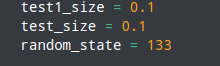 test1_size = 0.1
test_size = 0.1
random_state = 133